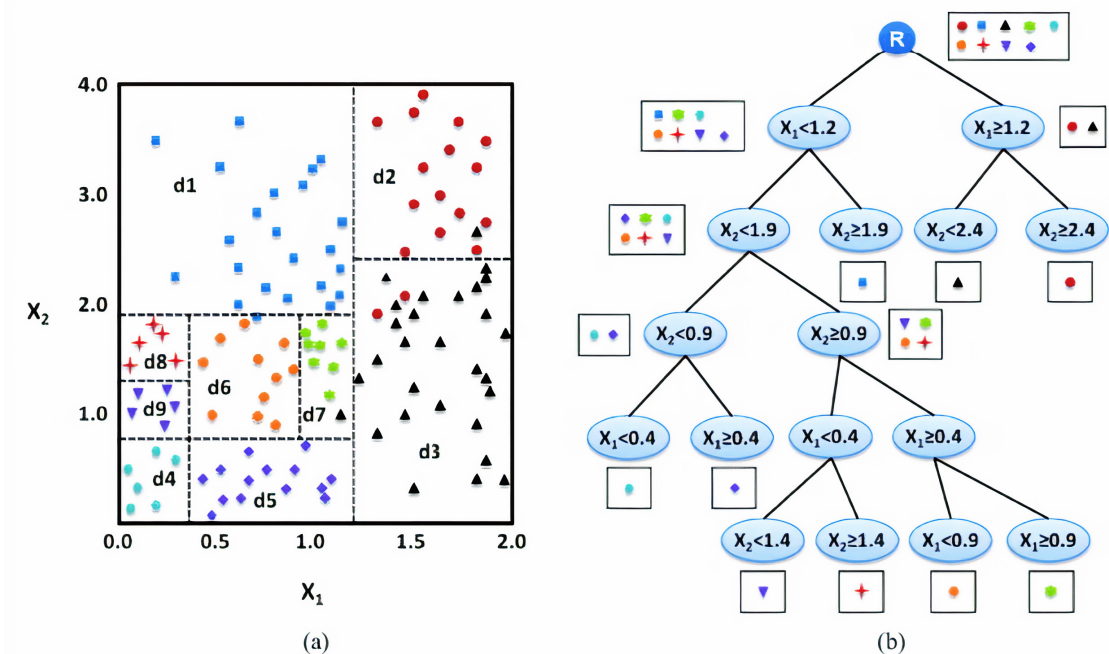 4.0
3.0
2.0
1.0
X₂
0.0
0.5
1.0
1.5
2.0
X₁
d1
d2
d8
d6
d9
d7
d3
d4
d5
(a)
R
X₁<1.2
X₁≥1.2
X₂<1.9
X₂≥1.9
X₂<2.4
X₂≥2.4
X₂<0.9
X₂≥0.9
X₁<0.4
X₁≥0.4
X₁<0.4
X₁≥0.4
X₂<1.4
X₂≥1.4
X₁<0.9
X₁≥0.9
(b)